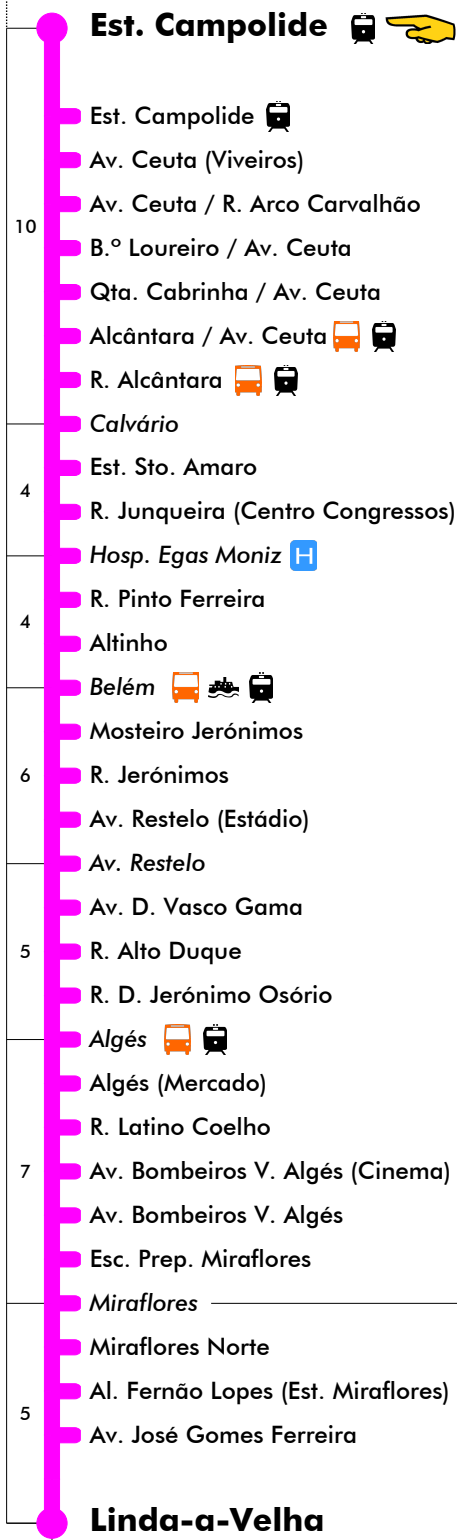 Est. Campolide
Est. Campolide
Av. Ceuta (Viveiros)
Av. Ceuta / R. Arco Carvalhão
10
B.º Loureiro / Av. Ceuta
Qta. Cabrinha / Av. Ceuta
Alcântara / Av. Ceuta
R. Alcântara
Calvário
Est. Sto. Amaro
4
R. Junqueira (Centro Congressos)
Hosp. Egas Moniz H
R. Pinto Ferreira
4
Altinho
Belém
Mosteiro Jerónimos
6
R. Jerónimos
Av. Restelo (Estádio)
Av. Restelo
Av. D. Vasco Gama
5
R. Alto Duque
R. D. Jerónimo Osório
Algés
Algés (Mercado)
R. Latino Coelho
7
Av. Bombeiros V. Algés (Cinema)
Av. Bombeiros V. Algés
Esc. Prep. Miraflores
Miraflores
Miraflores Norte
Al. Fernão Lopes (Est. Miraflores)
5
Av. José Gomes Ferreira
Linda-a-Velha